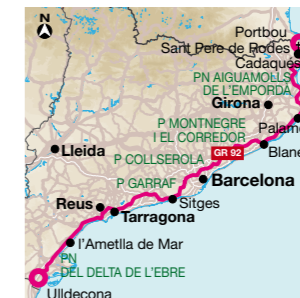 N
Portbou
Sant Pere de Rodes
Cadaqués
PN AIGUAMOLLS
DE L'EMPORDÀ
Girona
P MONTNEGRE
I EL CORREDOR
Palam
GR 92
Blane
Lleida
P COLLSEROLA
Barcelona
P GARRAF
Sitges
Reus
Tarragona
l'Ametlla de Mar
PN
DEL DELTA DE L'EBRE
Ulldecona